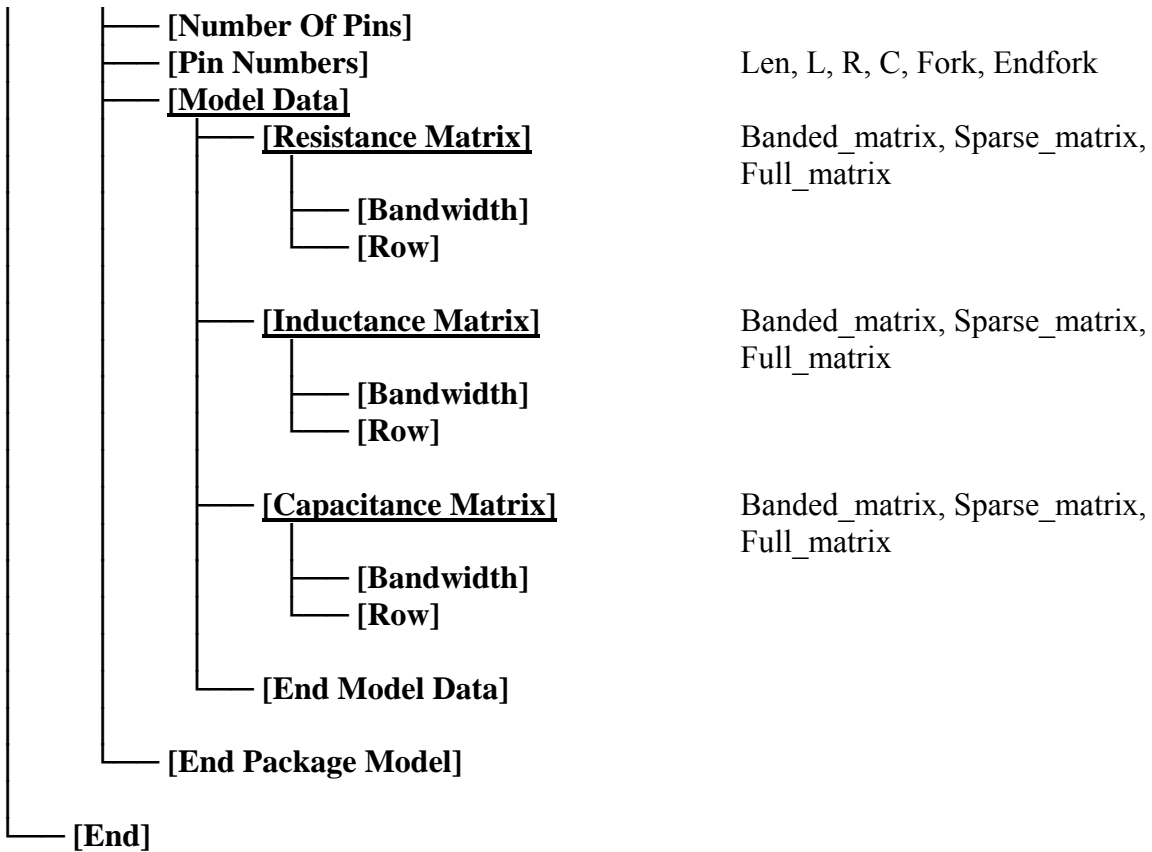 [Number Of Pins]
[Pin Numbers] Len, L, R, C, Fork, Endfork
[Model Data]
[Resistance Matrix] Banded_matrix, Sparse_matrix,
Full_matrix
[Bandwidth]
[Row]
[Inductance Matrix] Banded_matrix, Sparse_matrix,
Full_matrix
[Bandwidth]
[Row]
[Capacitance Matrix] Banded_matrix, Sparse_matrix,
Full_matrix
[Bandwidth]
[Row]
[End Model Data]
[End Package Model]
[End]